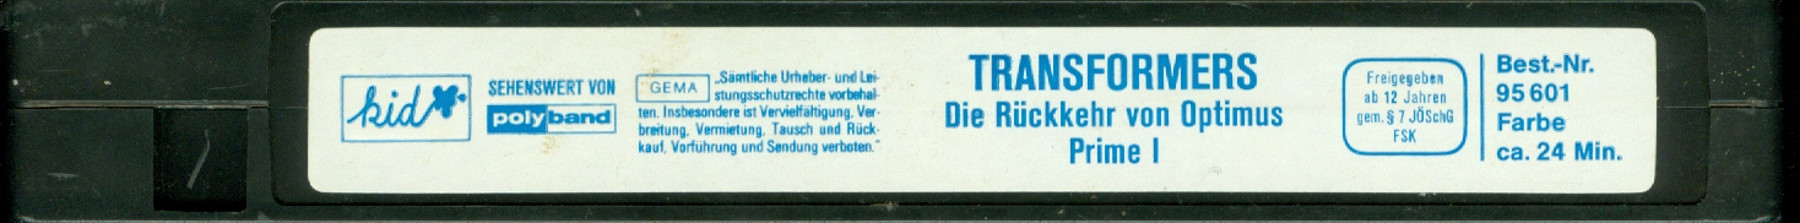 kid
SEHENSWERT VON
polyband
GEMA
„Sämtliche Urheber- und Lei-
stungsschutzrechte vorbehal-
ten. Insbesondere ist Vervielfältigung, Ver-
breitung, Vermietung, Tausch und Rück-
kauf, Vorführung und Sendung verboten.“
TRANSFORMERS
Die Rückkehr von Optimus
Prime I
Freigegeben
ab 12 Jahren
gem. § 7 JÖSchG
FSK
Best.-Nr.
95 601
Farbe
ca. 24 Min.